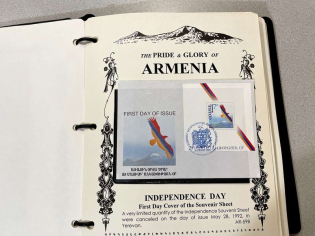 THE PRIDE & GLORY OF
ARMENIA
FIRST DAY OF ISSUE
INDEPENDENCE DAY
First Day Cover of the Souvenir Sheet
A very limited quantity of the Independence Souvenir Sheet
were cancelled on the day of issue May 28, 1992, in
Yerevan.
AR-69B